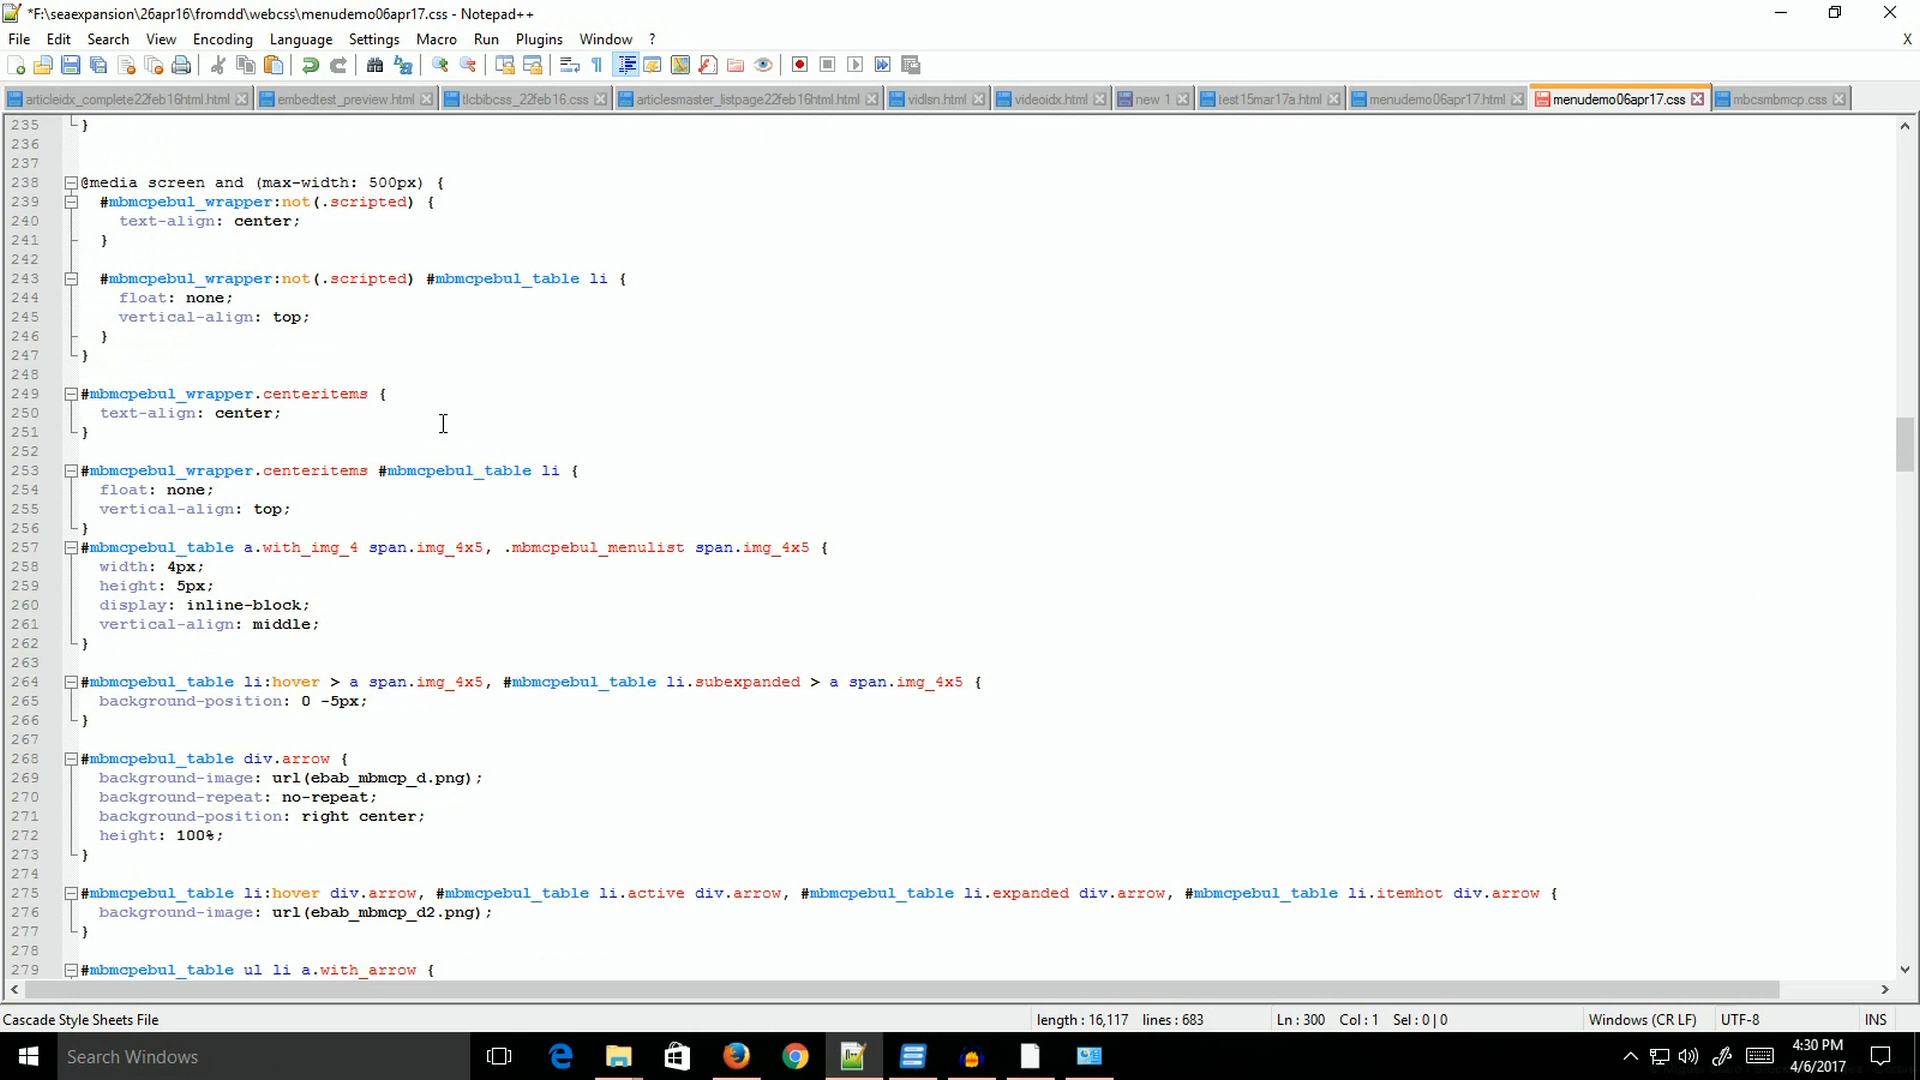 *F:\seaexpansion\26apr16\fromdd\webcss\menudemo06apr17.css - Notepad++
File Edit Search View Encoding Language Settings Macro Run Plugins Window ? X
articleidx_complete22feb16html.html embedtest_preview.html tlcbibcss_22feb16.css articlesmaster_listpage22feb16html.html vidlsn.html videoidx.html new 1 test15mar17a.html menudemo06apr17.html menudemo06apr17.css mbcsmbmcp.css
235 }
236
237
238 @media screen and (max-width: 500px) {
239 #mbmcpebul_wrapper:not(.scripted) {
240 text-align: center;
241 }
242
243 #mbmcpebul_wrapper:not(.scripted) #mbmcpebul_table li {
244 float: none;
245 vertical-align: top;
246 }
247 }
248
249 #mbmcpebul_wrapper.centeritems {
250 text-align: center;
251 }
252
253 #mbmcpebul_wrapper.centeritems #mbmcpebul_table li {
254 float: none;
255 vertical-align: top;
256 }
257 #mbmcpebul_table a.with_img_4 span.img_4x5, .mbmcpebul_menulist span.img_4x5 {
258 width: 4px;
259 height: 5px;
260 display: inline-block;
261 vertical-align: middle;
262 }
263
264 #mbmcpebul_table li:hover > a span.img_4x5, #mbmcpebul_table li.subexpanded > a span.img_4x5 {
265 background-position: 0 -5px;
266 }
267
268 #mbmcpebul_table div.arrow {
269 background-image: url(ebab_mbmcp_d.png);
270 background-repeat: no-repeat;
271 background-position: right center;
272 height: 100%;
273 }
274
275 #mbmcpebul_table li:hover div.arrow, #mbmcpebul_table li.active div.arrow, #mbmcpebul_table li.expanded div.arrow, #mbmcpebul_table li.itemhot div.arrow {
276 background-image: url(ebab_mbmcp_d2.png);
277 }
278
279 #mbmcpebul_table ul li a.with_arrow {
Cascade Style Sheets File length : 16,117 lines : 683 Ln : 300 Col : 1 Sel : 0 | 0 Windows (CR LF) UTF-8 INS
Search Windows
4:30 PM
4/6/2017